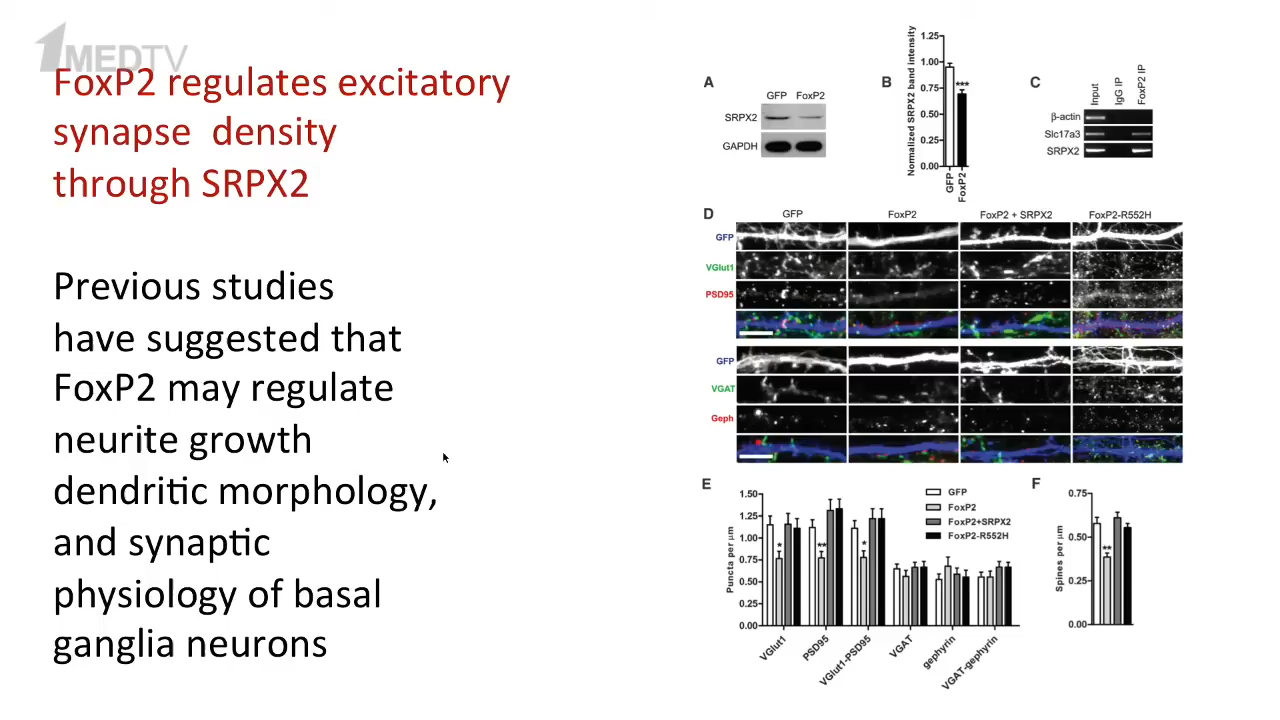 1MEDTV
FoxP2 regulates excitatory
synapse density
through SRPX2
Previous studies
have suggested that
FoxP2 may regulate
neurite growth
dendritic morphology,
and synaptic
physiology of basal
ganglia neurons
A
GFP FoxP2
SRPX2
GAPDH
B
Normalized SRPX2 band intensity
1.25
1.00
0.75
0.50
0.25
0.00
***
GFP
FoxP2
C
Input
IgG IP
FoxP2 IP
β-actin
Slc17a3
SRPX2
D
GFP FoxP2 FoxP2 + SRPX2 FoxP2-R552H
GFP
VGlut1
PSD95
GFP
VGAT
Geph
E
Puncta per μm
1.50
1.25
1.00
0.75
0.50
0.25
0.00
* ** *
GFP
FoxP2
FoxP2+SRPX2
FoxP2-R552H
VGlut1
PSD95
VGlut1-PSD95
VGAT
gephyrin
VGAT-gephyrin
F
Spines per μm
0.75
0.50
0.25
0.00
**